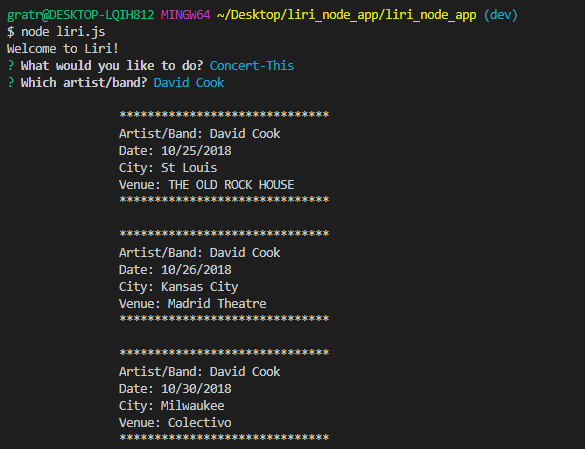 gratr@DESKTOP-LQIH812 MINGW64 ~/Desktop/liri_node_app/liri_node_app (dev)
$ node liri.js
Welcome to Liri!
? What would you like to do? Concert-This
? Which artist/band? David Cook
******************************
Artist/Band: David Cook
Date: 10/25/2018
City: St Louis
Venue: THE OLD ROCK HOUSE
******************************
******************************
Artist/Band: David Cook
Date: 10/26/2018
City: Kansas City
Venue: Madrid Theatre
******************************
******************************
Artist/Band: David Cook
Date: 10/30/2018
City: Milwaukee
Venue: Colectivo
******************************